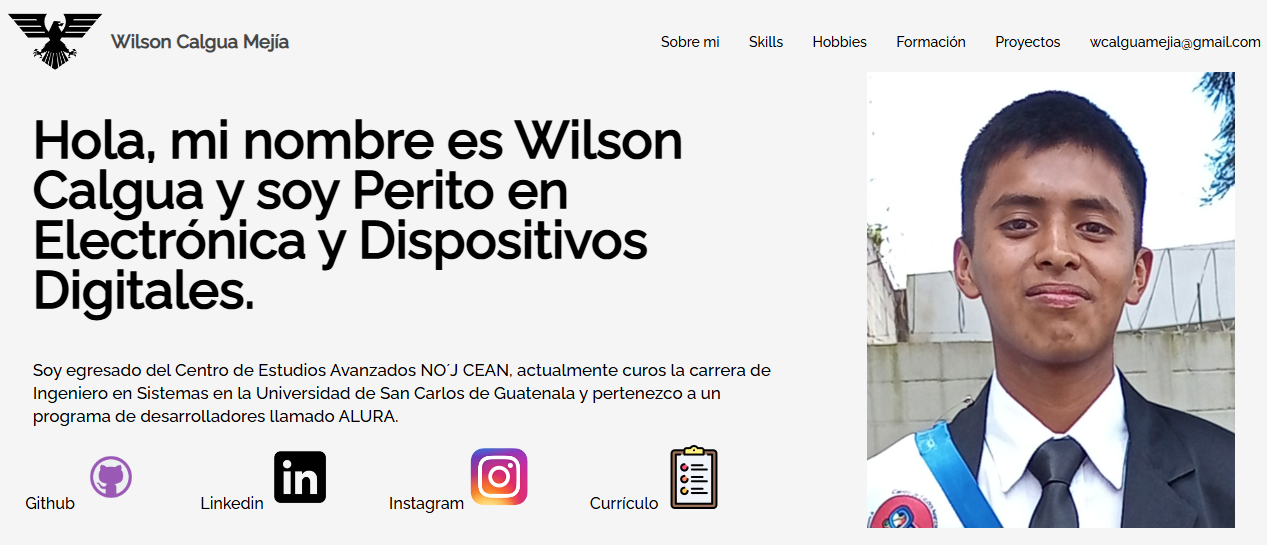 Wilson Calgua Mejía
Sobre mi Skills Hobbies Formación Proyectos wcalguamejia@gmail.com
Hola, mi nombre es Wilson
Calgua y soy Perito en
Electrónica y Dispositivos
Digitales.
Soy egresado del Centro de Estudios Avanzados NO´J CEAN, actualmente curos la carrera de
Ingeniero en Sistemas en la Universidad de San Carlos de Guatenala y pertenezco a un
programa de desarrolladores llamado ALURA.
Github Linkedin Instagram Currículo
in